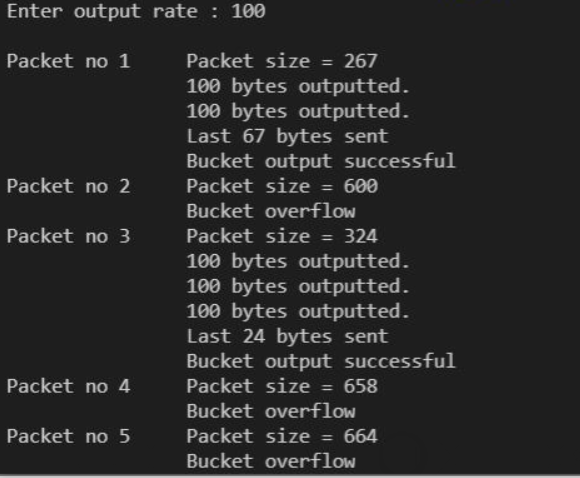 Enter output rate : 100
Packet no 1 Packet size = 267
100 bytes outputted.
100 bytes outputted.
Last 67 bytes sent
Bucket output successful
Packet no 2 Packet size = 600
Bucket overflow
Packet no 3 Packet size = 324
100 bytes outputted.
100 bytes outputted.
100 bytes outputted.
Last 24 bytes sent
Bucket output successful
Packet no 4 Packet size = 658
Bucket overflow
Packet no 5 Packet size = 664
Bucket overflow